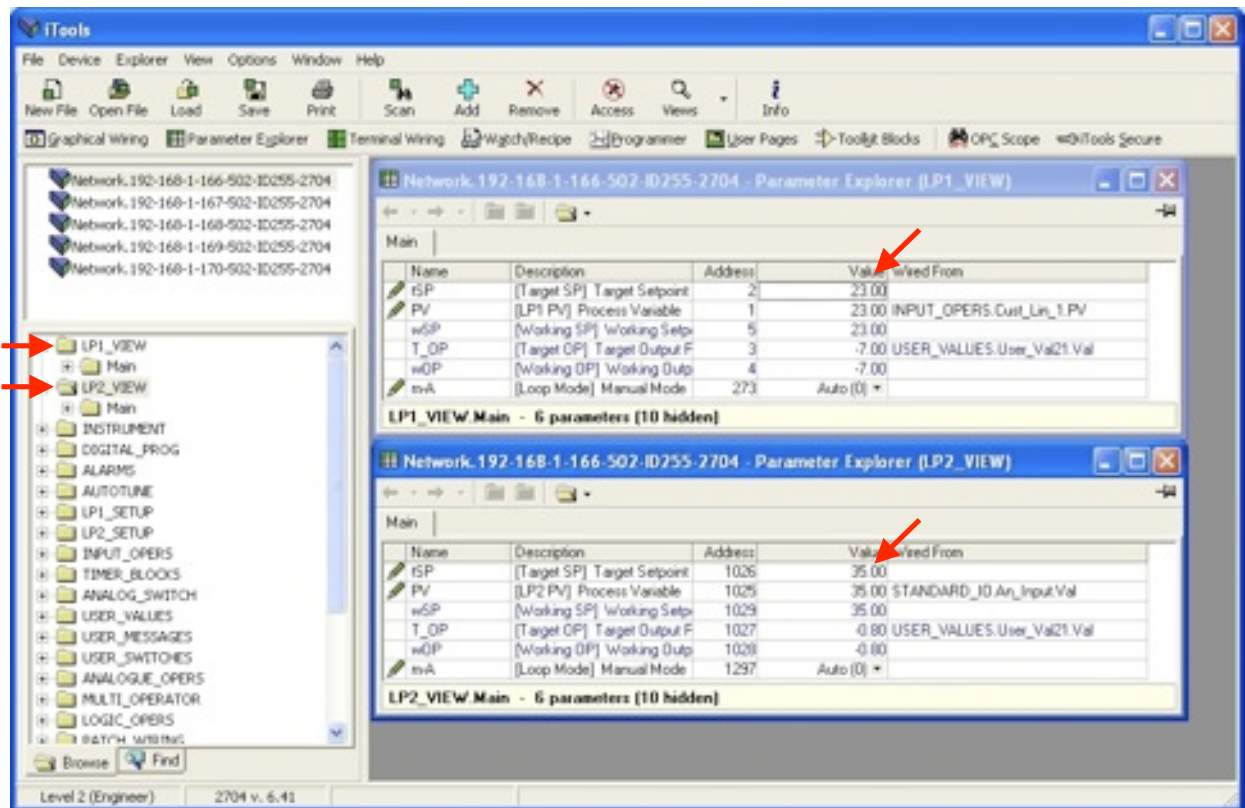 iTools
File Device Explorer View Options Window Help
New File Open File Load Save Print Scan Add Remove Access Views Info
Graphical Wiring Parameter Explorer Terminal Wiring Watch/Recipe Programmer User Pages Toolkit Blocks OPC Scope iTools Secure
Network.192-168-1-166-502-ID255-2704
Network.192-168-1-167-502-ID255-2704
Network.192-168-1-168-502-ID255-2704
Network.192-168-1-169-502-ID255-2704
Network.192-168-1-170-502-ID255-2704
LP1_VIEW
Main
LP2_VIEW
Main
INSTRUMENT
DIGITAL_PROG
ALARMS
AUTOTUNE
LP1_SETUP
LP2_SETUP
INPUT_OPERS
TIMER_BLOCKS
ANALOG_SWITCH
USER_VALUES
USER_MESSAGES
USER_SWITCHES
ANALOGUE_OPERS
MULTI_OPERATOR
LOGIC_OPERS
PATCH_WIRING
Browse Find
Network.192-168-1-166-502-ID255-2704 - Parameter Explorer (LP1_VIEW)
Main
Name Description Address Value Wired From
tSP [Target SP] Target Setpoint 2 23.00
PV [LP1 PV] Process Variable 1 23.00 INPUT_OPERS.Cust_Lin_1.PV
wSP [Working SP] Working Setp 5 23.00
T_OP [Target OP] Target Output F 3 -7.00 USER_VALUES.User_Val21.Val
wOP [Working OP] Working Outp 4 -7.00
m-A [Loop Mode] Manual Mode 273 Auto (0)
LP1_VIEW.Main - 6 parameters (10 hidden)
Network.192-168-1-166-502-ID255-2704 - Parameter Explorer (LP2_VIEW)
Main
Name Description Address Value Wired From
tSP [Target SP] Target Setpoint 1026 35.00
PV [LP2 PV] Process Variable 1025 35.00 STANDARD_IO.An_Input.Val
wSP [Working SP] Working Setp 1029 35.00
T_OP [Target OP] Target Output F 1027 -0.80 USER_VALUES.User_Val21.Val
wOP [Working OP] Working Outp 1028 -0.80
m-A [Loop Mode] Manual Mode 1297 Auto (0)
LP2_VIEW.Main - 6 parameters (10 hidden)
Level 2 (Engineer) 2704 v. 6.41